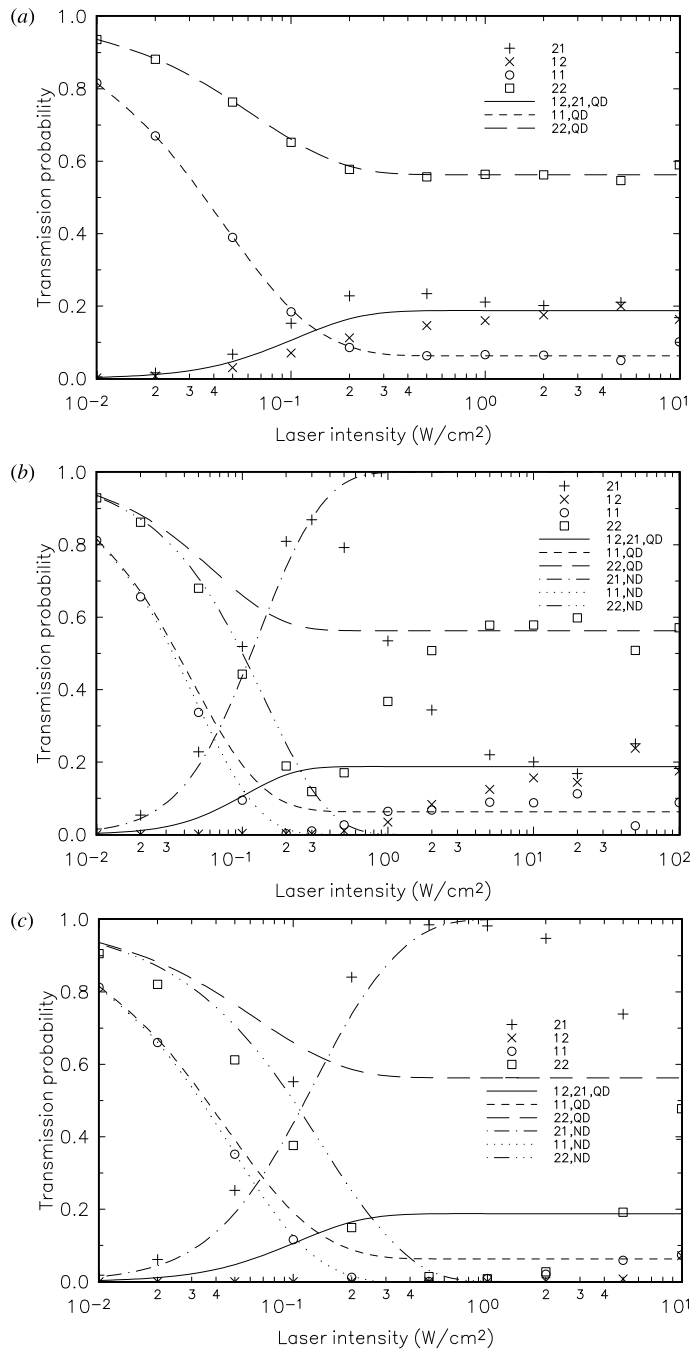 (a)
1.0
0.8
0.6
0.4
0.2
0.0
Transmission probability
21
12
11
22
12,21,QD
11,QD
22,QD
10⁻² 2 3 4 10⁻¹ 2 3 4 10⁰ 2 3 4 10¹
Laser intensity (W/cm²)
(b)
1.0
0.8
0.6
0.4
0.2
0.0
Transmission probability
21
12
11
22
12,21,QD
11,QD
22,QD
21,ND
11,ND
22,ND
10⁻² 2 3 10⁻¹ 2 3 10⁰ 2 3 10¹ 2 3 10²
Laser intensity (W/cm²)
(c)
1.0
0.8
0.6
0.4
0.2
0.0
Transmission probability
21
12
11
22
12,21,QD
11,QD
22,QD
21,ND
11,ND
22,ND
10⁻² 2 3 4 10⁻¹ 2 3 4 10⁰ 2 3 4 10¹
Laser intensity (W/cm²)